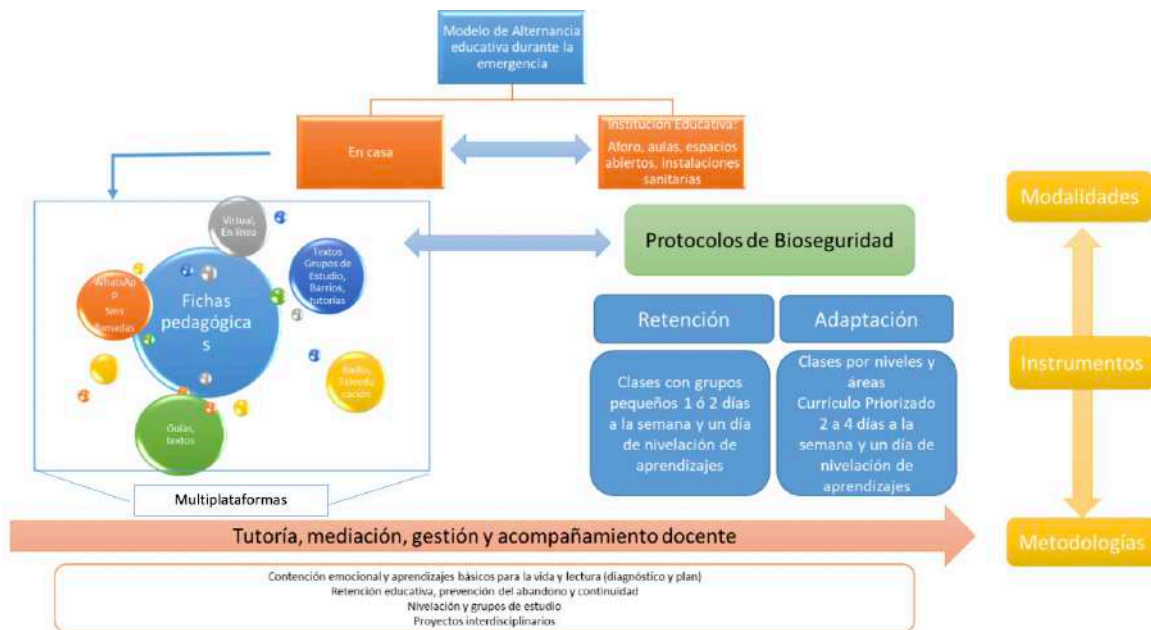 Modelo de Alternancia
educativa durante la
emergencia
En casa
Institución Educativa:
Aforo, aulas, espacios
abiertos, instalaciones
sanitarias
Virtual,
En línea
Textos
Grupos de
Estudio,
Barrios,
tutorías
WhatsAp
p
Sms
llamadas
Fichas
pedagógica
s
Radio,
Teleedu
cación
Guías,
textos
Multiplataformas
Protocolos de Bioseguridad
Retención
Clases con grupos
pequeños 1 ó 2 días
a la semana y un día
de nivelación de
aprendizajes
Adaptación
Clases por niveles y
áreas
Currículo Priorizado
2 a 4 días a la
semana y un día de
nivelación de
aprendizajes
Modalidades
Instrumentos
Metodologías
Tutoría, mediación, gestión y acompañamiento docente
Contención emocional y aprendizajes básicos para la vida y lectura (diagnóstico y plan)
Retención educativa, prevención del abandono y continuidad
Nivelación y grupos de estudio
Proyectos interdisciplinarios